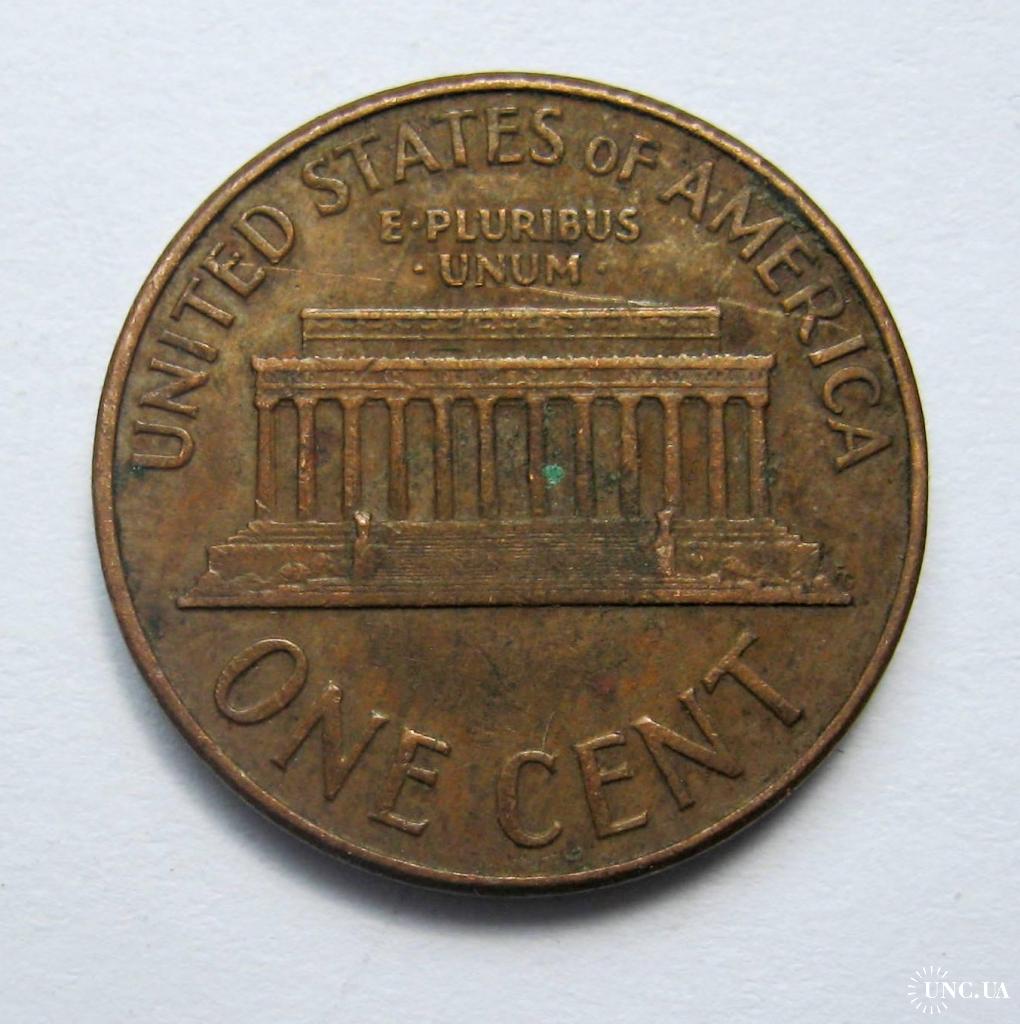 UNITED STATES OF AMERICA
E·PLURIBUS
·UNUM·
ONE CENT
UNC.UA